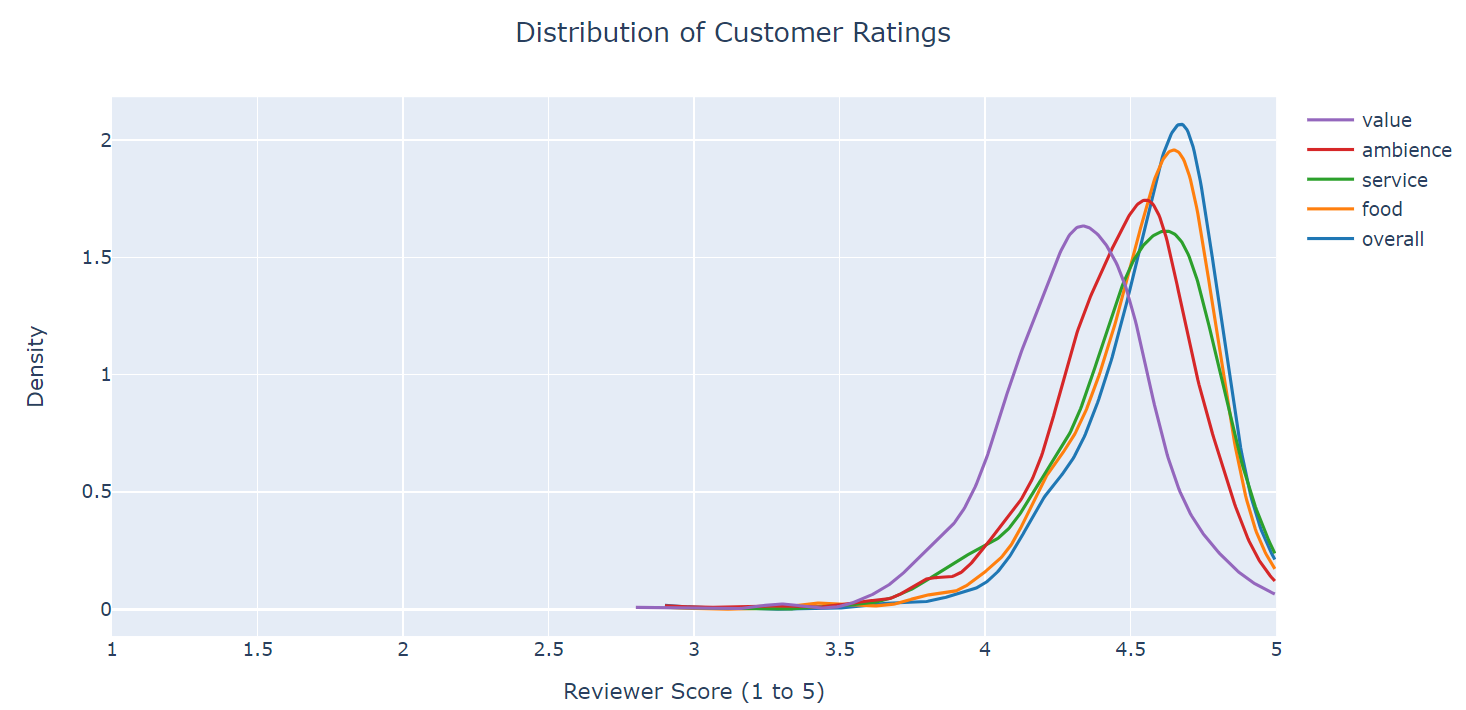 Distribution of Customer Ratings
value
ambience
service
food
overall
2
1.5
1
0.5
0
Density
1
1.5
2
2.5
3
3.5
4
4.5
5
Reviewer Score (1 to 5)